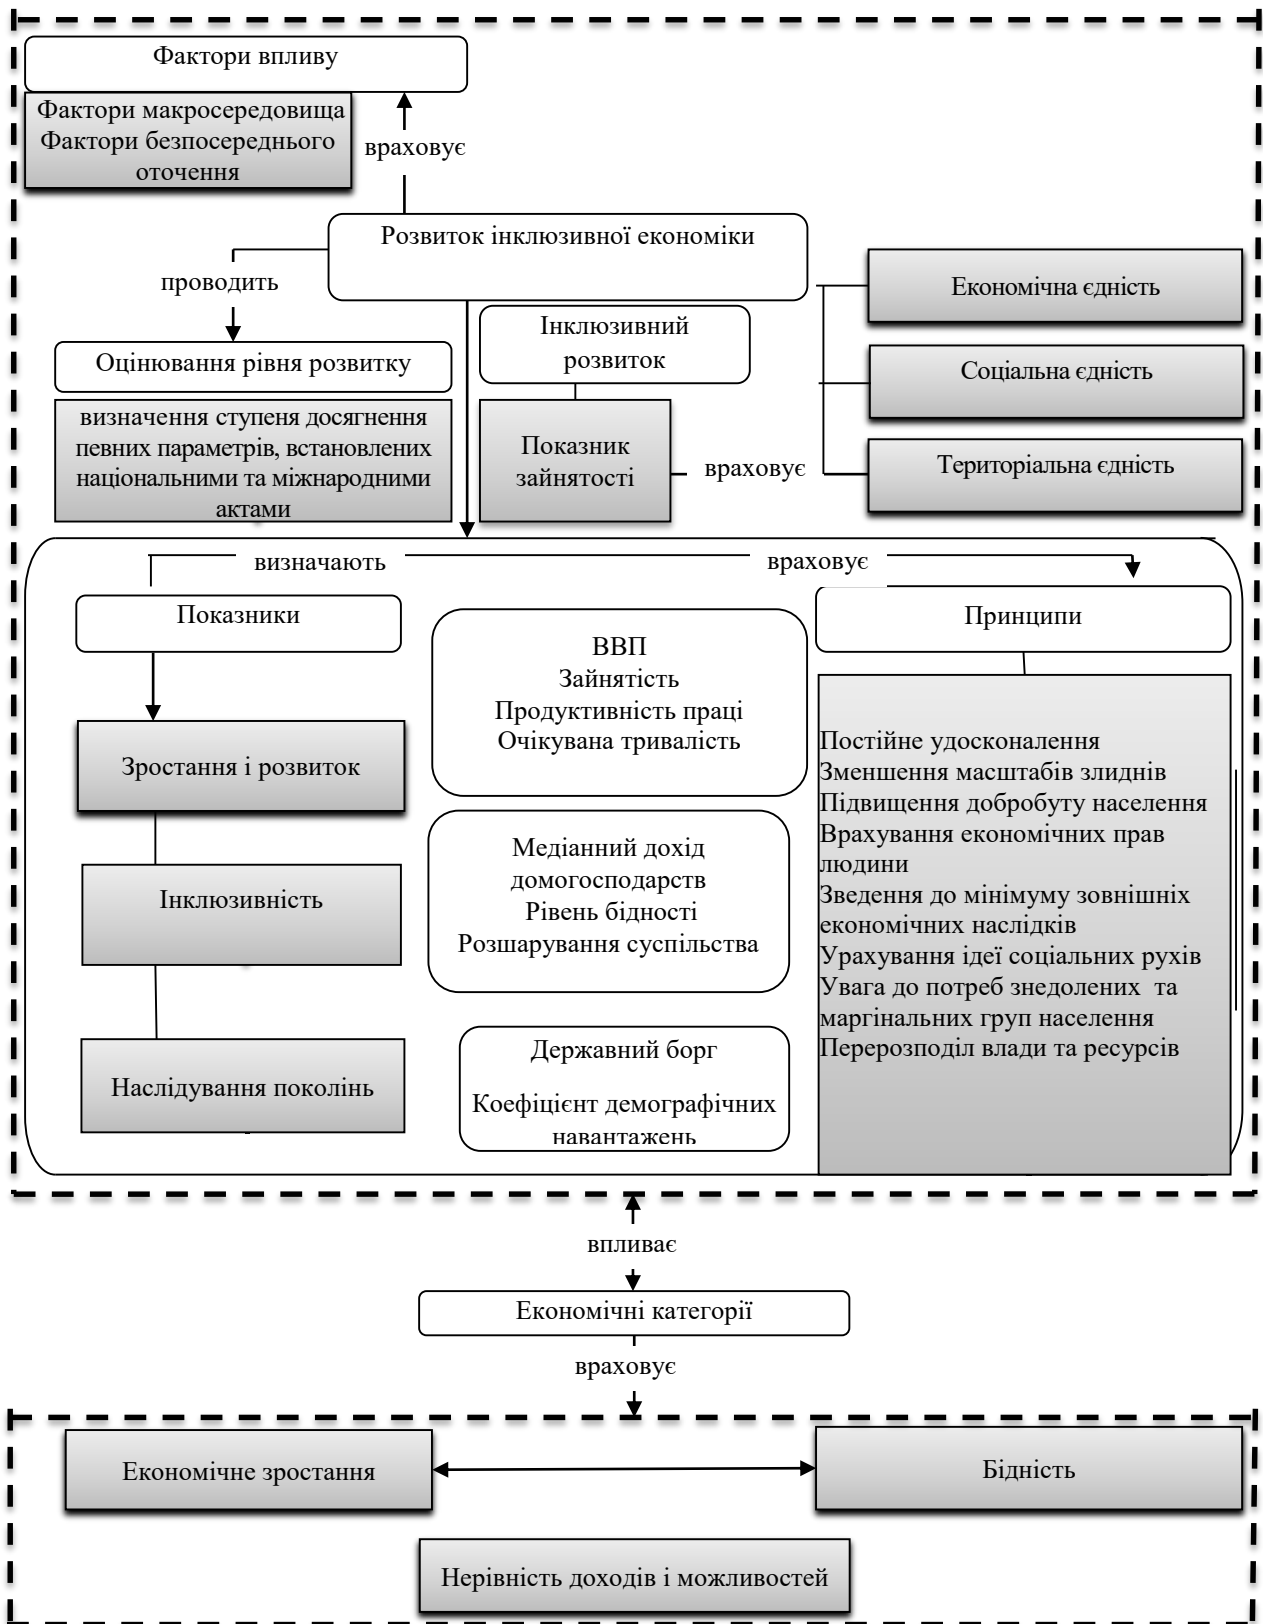 Фактори впливу
Фактори макросередовища
Фактори безпосереднього
оточення
враховує
Розвиток інклюзивної економіки
проводить
Економічна єдність
Інклюзивний
розвиток
Оцінювання рівня розвитку
Соціальна єдність
визначення ступеня досягнення
певних параметрів, встановлених
національними та міжнародними
актами
Показник
зайнятості
враховує
Територіальна єдність
визначають
враховує
Показники
Принципи
ВВП
Зайнятість
Продуктивність праці
Очікувана тривалість
Зростання і розвиток
Постійне удосконалення
Зменшення масштабів злиднів
Підвищення добробуту населення
Врахування економічних прав
людини
Зведення до мінімуму зовнішніх
економічних наслідків
Урахування ідеї соціальних рухів
Увага до потреб знедолених та
маргінальних груп населення
Перерозподіл влади та ресурсів
Медіанний дохід
домогосподарств
Рівень бідності
Розшарування суспільства
Інклюзивність
Державний борг
Коефіцієнт демографічних
навантажень
Наслідування поколінь
впливає
Економічні категорії
враховує
Економічне зростання
Бідність
Нерівність доходів і можливостей